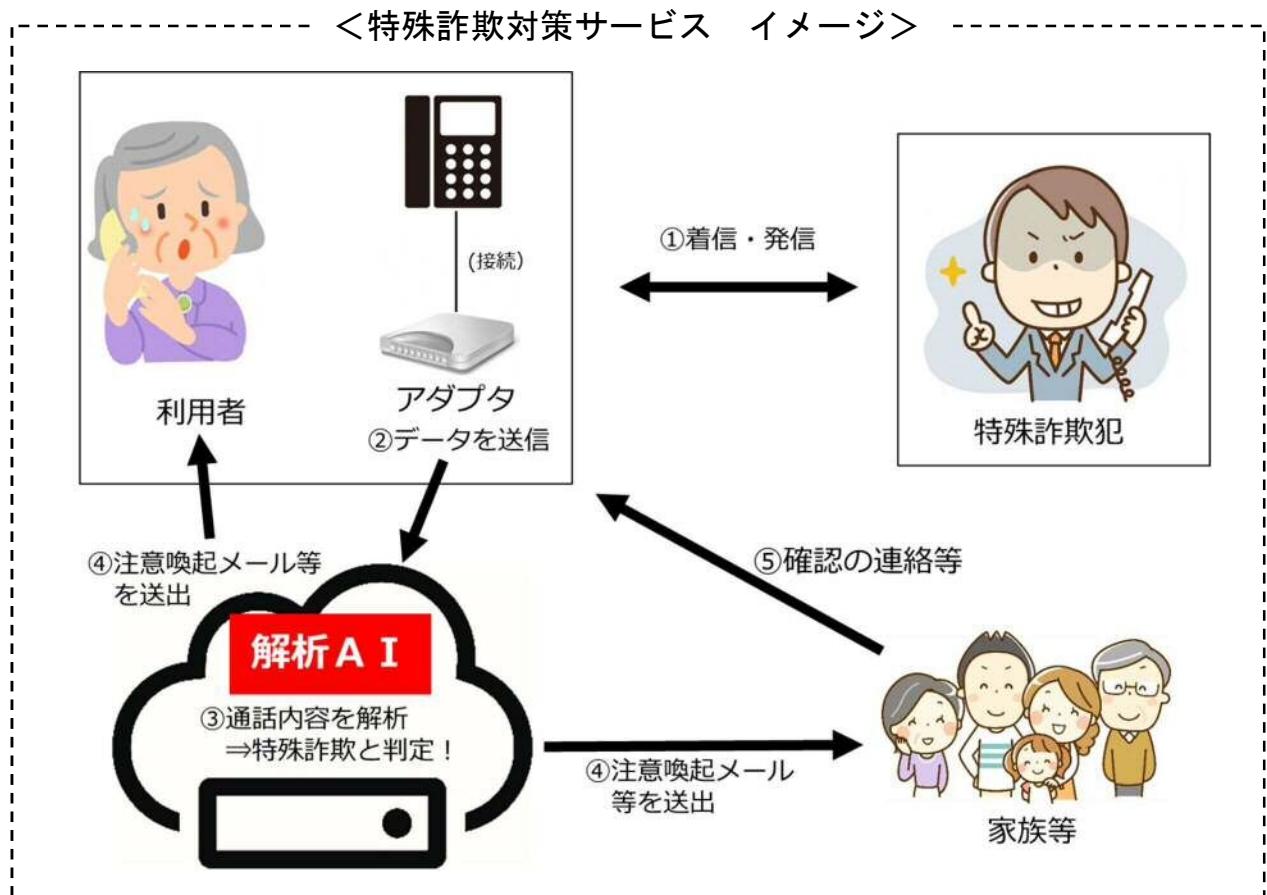 ＜特殊詐欺対策サービス　イメージ＞
①着信・発信
(接続)
利用者
アダプタ
②データを送信
特殊詐欺犯
④注意喚起メール等
を送出
⑤確認の連絡等
解析ＡＩ
③通話内容を解析
⇒特殊詐欺と判定！
④注意喚起メール
等を送出
家族等